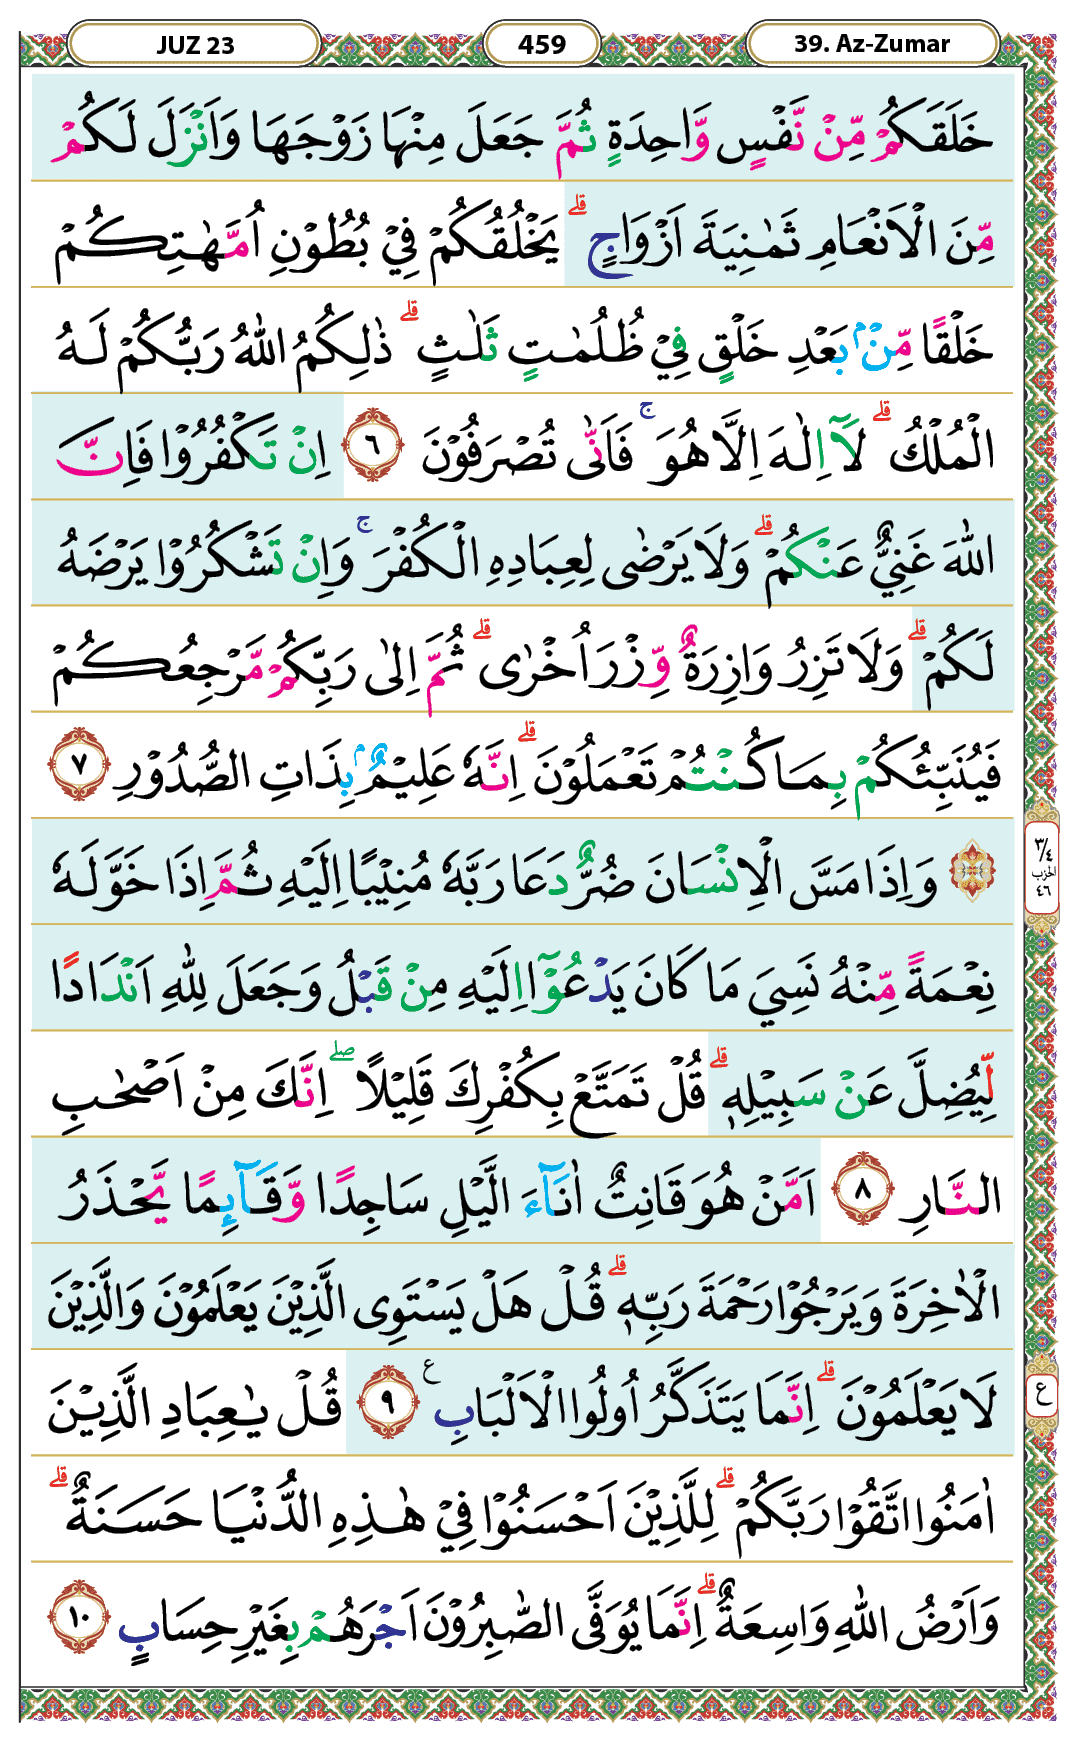 JUZ 23
459
39. Az-Zumar
خَلَقَكُمْ مِّنْ نَّفْسٍ وَّاحِدَةٍ ثُمَّ جَعَلَ مِنْهَا زَوْجَهَا وَاَنْزَلَ لَكُمْ
مِّنَ الْاَنْعَامِ ثَمٰنِيَةَ اَزْوَاجٍ ۗ يَخْلُقُكُمْ فِيْ بُطُوْنِ اُمَّهٰتِكُمْ
خَلْقًا مِّنْۢ بَعْدِ خَلْقٍ فِيْ ظُلُمٰتٍ ثَلٰثٍ ۗ ذٰلِكُمُ اللّٰهُ رَبُّكُمْ لَهُ
الْمُلْكُ ۗ لَآ اِلٰهَ اِلَّا هُوَ ۚ فَاَنّٰى تُصْرَفُوْنَ ٦ اِنْ تَكْفُرُوْا فَاِنَّ
اللّٰهَ غَنِيٌّ عَنْكُمْ ۗ وَلَا يَرْضٰى لِعِبَادِهِ الْكُفْرَ ۚ وَاِنْ تَشْكُرُوْا يَرْضَهُ
لَكُمْ ۗ وَلَا تَزِرُ وَازِرَةٌ وِّزْرَ اُخْرٰى ۗ ثُمَّ اِلٰى رَبِّكُمْ مَّرْجِعُكُمْ
فَيُنَبِّئُكُمْ بِمَا كُنْتُمْ تَعْمَلُوْنَ ۗ اِنَّهٗ عَلِيْمٌۢ بِذَاتِ الصُّدُوْرِ ٧
۞ وَاِذَا مَسَّ الْاِنْسَانَ ضُرٌّ دَعَا رَبَّهٗ مُنِيْبًا اِلَيْهِ ثُمَّ اِذَا خَوَّلَهٗ
٣/٤
الحزب
٤٦
نِعْمَةً مِّنْهُ نَسِيَ مَا كَانَ يَدْعُوْٓا اِلَيْهِ مِنْ قَبْلُ وَجَعَلَ لِلّٰهِ اَنْدَادًا
لِّيُضِلَّ عَنْ سَبِيْلِهٖ ۗ قُلْ تَمَتَّعْ بِكُفْرِكَ قَلِيْلًا ۖ اِنَّكَ مِنْ اَصْحٰبِ
النَّارِ ٨ اَمَّنْ هُوَ قَانِتٌ اٰنَاۤءَ الَّيْلِ سَاجِدًا وَّقَاۤىِٕمًا يَّحْذَرُ
الْاٰخِرَةَ وَيَرْجُوْا رَحْمَةَ رَبِّهٖ ۗ قُلْ هَلْ يَسْتَوِى الَّذِيْنَ يَعْلَمُوْنَ وَالَّذِيْنَ
لَا يَعْلَمُوْنَ ۗ اِنَّمَا يَتَذَكَّرُ اُولُوا الْاَلْبَابِ ࣖ ٩ قُلْ يٰعِبَادِ الَّذِيْنَ
ع
اٰمَنُوا اتَّقُوْا رَبَّكُمْ ۗ لِلَّذِيْنَ اَحْسَنُوْا فِيْ هٰذِهِ الدُّنْيَا حَسَنَةٌ ۗ
وَاَرْضُ اللّٰهِ وَاسِعَةٌ ۗ اِنَّمَا يُوَفَّى الصّٰبِرُوْنَ اَجْرَهُمْ بِغَيْرِ حِسَابٍ ١٠